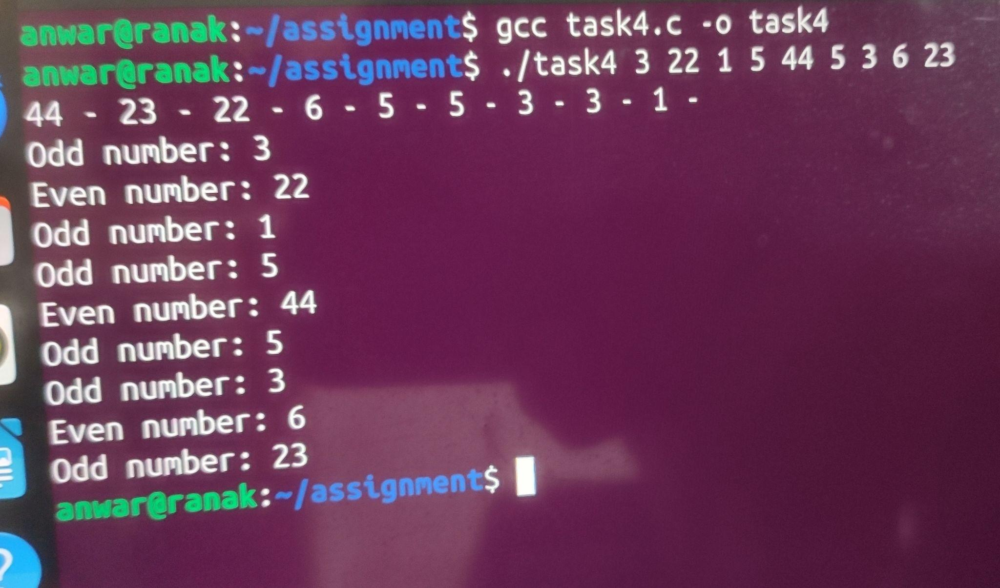 anwar@ranak:~/assignment$ gcc task4.c -o task4
anwar@ranak:~/assignment$ ./task4 3 22 1 5 44 5 3 6 23
44 - 23 - 22 - 6 - 5 - 5 - 3 - 3 - 1 -
Odd number: 3
Even number: 22
Odd number: 1
Odd number: 5
Even number: 44
Odd number: 5
Odd number: 3
Even number: 6
Odd number: 23
anwar@ranak:~/assignment$